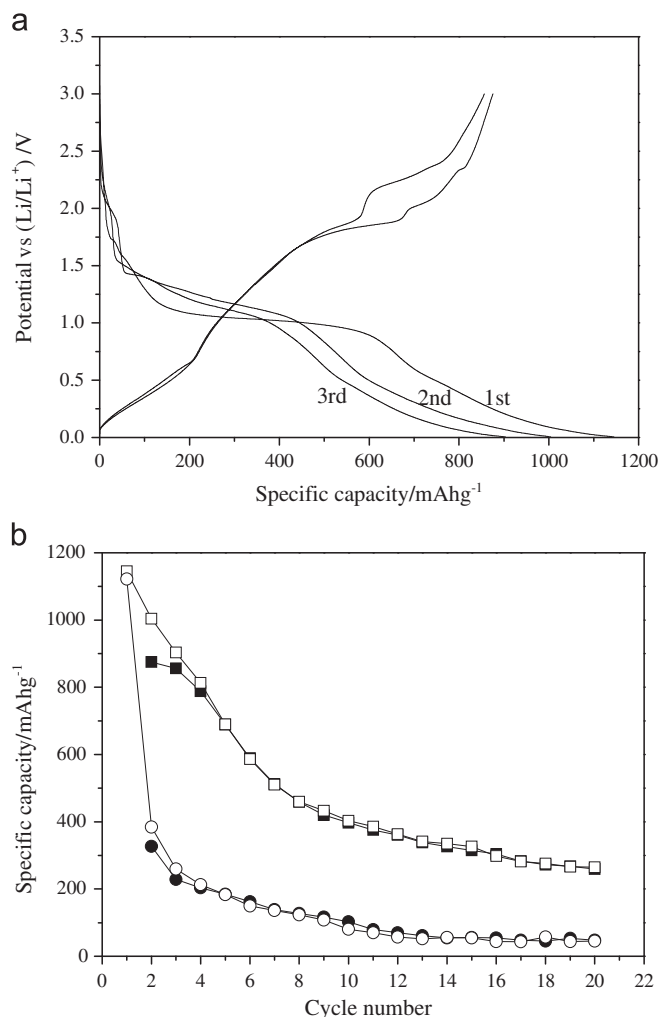 a
3.5
3.0
2.5
2.0
1.5
1.0
0.5
0.0
Potential vs (Li/Li⁺) /V
3rd 2nd 1st
0 200 400 600 800 1000 1200
Specific capacity/mAhg⁻¹
b
1200
1000
800
600
400
200
0
Specific capacity/mAhg⁻¹
0 2 4 6 8 10 12 14 16 18 20 22
Cycle number